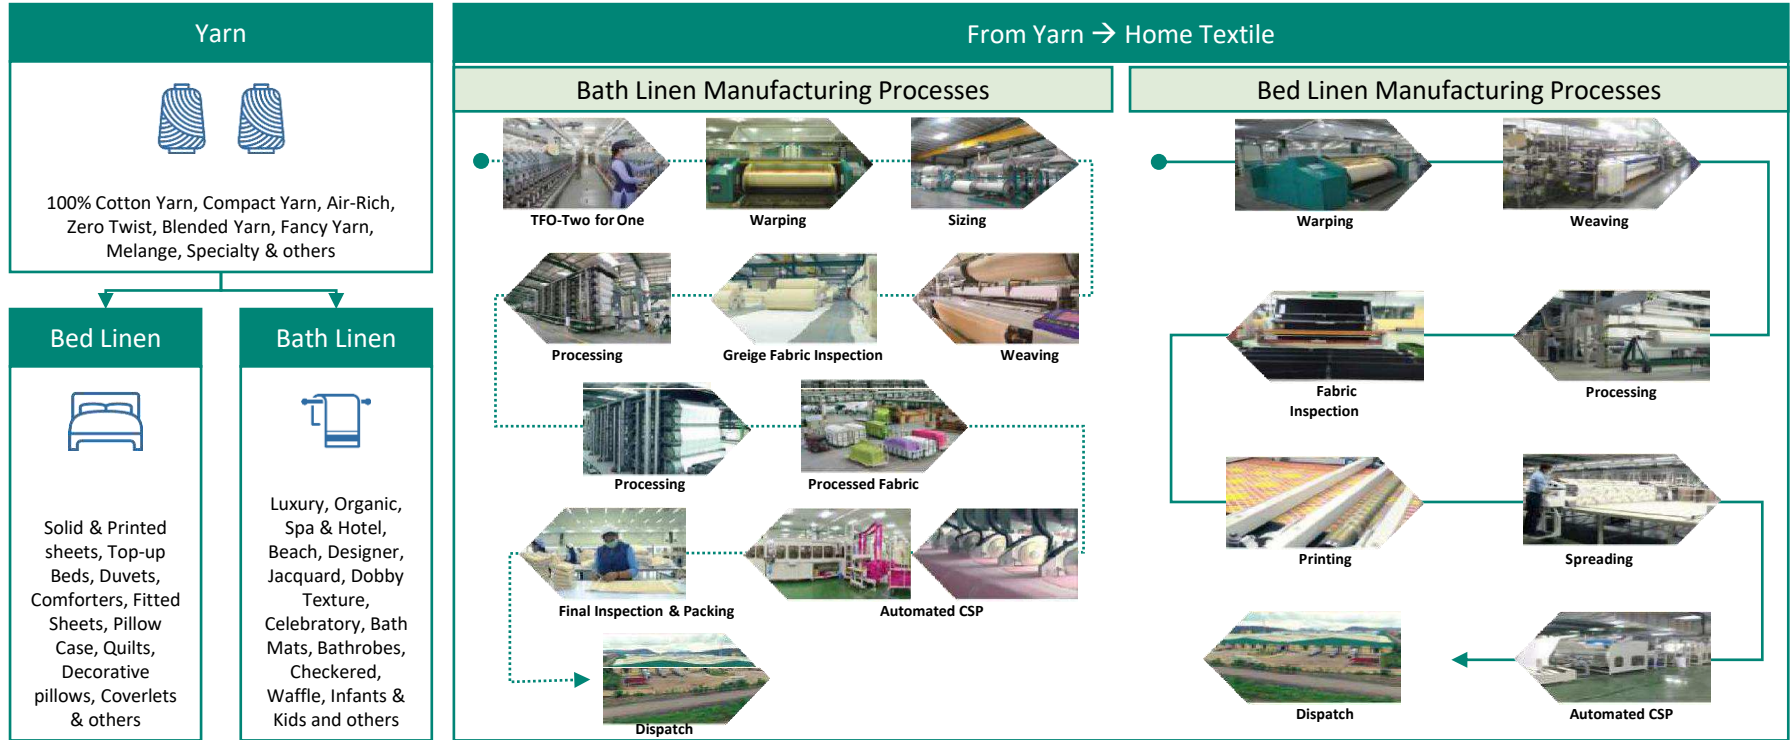 Yarn
100% Cotton Yarn, Compact Yarn, Air-Rich,
Zero Twist, Blended Yarn, Fancy Yarn,
Melange, Specialty & others
Bed Linen
Solid & Printed
sheets, Top-up
Beds, Duvets,
Comforters, Fitted
Sheets, Pillow
Case, Quilts,
Decorative
pillows, Coverlets
& others
Bath Linen
Luxury, Organic,
Spa & Hotel,
Beach, Designer,
Jacquard, Dobby
Texture,
Celebratory, Bath
Mats, Bathrobes,
Checkered,
Waffle, Infants &
Kids and others
From Yarn → Home Textile
Bath Linen Manufacturing Processes
TFO-Two for One
Warping
Sizing
Processing
Greige Fabric Inspection
Weaving
Processing
Processed Fabric
Final Inspection & Packing
Automated CSP
Dispatch
Bed Linen Manufacturing Processes
Warping
Weaving
Fabric
Inspection
Processing
Printing
Spreading
Dispatch
Automated CSP